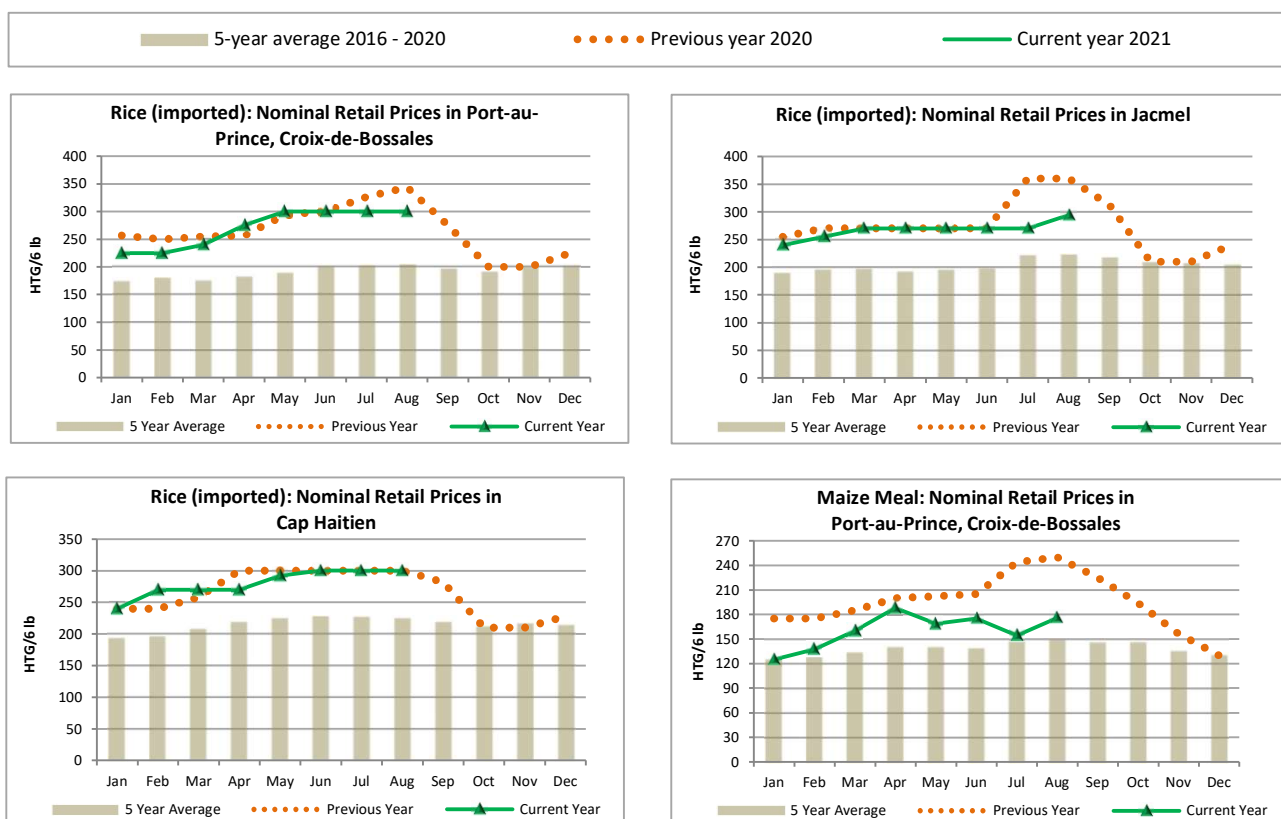 5-year average 2016 - 2020 Previous year 2020 Current year 2021
Rice (imported): Nominal Retail Prices in Port-au-
Prince, Croix-de-Bossales
HTG/6 lb
400
350
300
250
200
150
100
50
0
Jan Feb Mar Apr May Jun Jul Aug Sep Oct Nov Dec
5 Year Average Previous Year Current Year
Rice (imported): Nominal Retail Prices in Jacmel
HTG/6 lb
400
350
300
250
200
150
100
50
0
Jan Feb Mar Apr May Jun Jul Aug Sep Oct Nov Dec
5 Year Average Previous Year Current Year
Rice (imported): Nominal Retail Prices in
Cap Haitien
HTG/6 lb
350
300
250
200
150
100
50
0
Jan Feb Mar Apr May Jun Jul Aug Sep Oct Nov Dec
5 Year Average Previous Year Current Year
Maize Meal: Nominal Retail Prices in
Port-au-Prince, Croix-de-Bossales
HTG/6 lb
270
240
210
180
150
120
90
60
30
0
Jan Feb Mar Apr May Jun Jul Aug Sep Oct Nov Dec
5 Year Average Previous Year Current Year